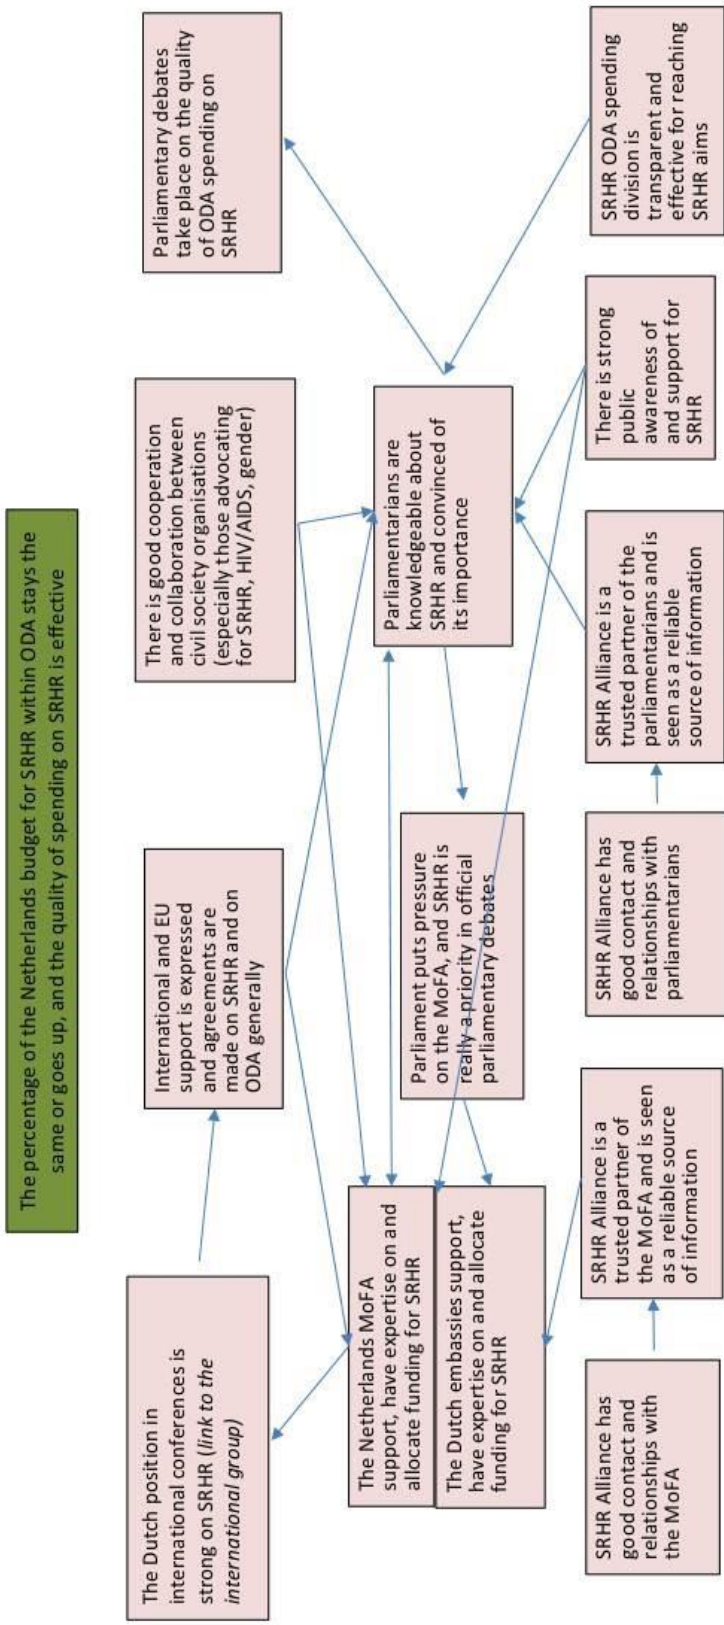 The percentage of the Netherlands budget for SRHR within ODA stays the
same or goes up, and the quality of spending on SRHR is effective
The Dutch position in
international conferences is
strong on SRHR (link to the
international group)
International and EU
support is expressed
and agreements are
made on SRHR and on
ODA generally
There is good cooperation
and collaboration between
civil society organisations
(especially those advocating
for SRHR, HIV/AIDS, gender)
Parliamentary debates
take place on the quality
of ODA spending on
SRHR
The Netherlands MoFA
support, have expertise on and
allocate funding for SRHR
The Dutch embassies support,
have expertise on and allocate
funding for SRHR
Parliament puts pressure
on the MoFA, and SRHR is
really a priority in official
parliamentary debates
Parliamentarians are
knowledgeable about
SRHR and convinced of
its importance
SRHR Alliance has
good contact and
relationships with
the MoFA
SRHR Alliance is a
trusted partner of
the MoFA and is seen
as a reliable source
of information
SRHR Alliance has
good contact and
relationships with
parliamentarians
SRHR Alliance is a
trusted partner of the
parliamentarians and is
seen as a reliable
source of information
There is strong
public
awareness of
and support for
SRHR
SRHR ODA spending
division is
transparent and
effective for reaching
SRHR aims